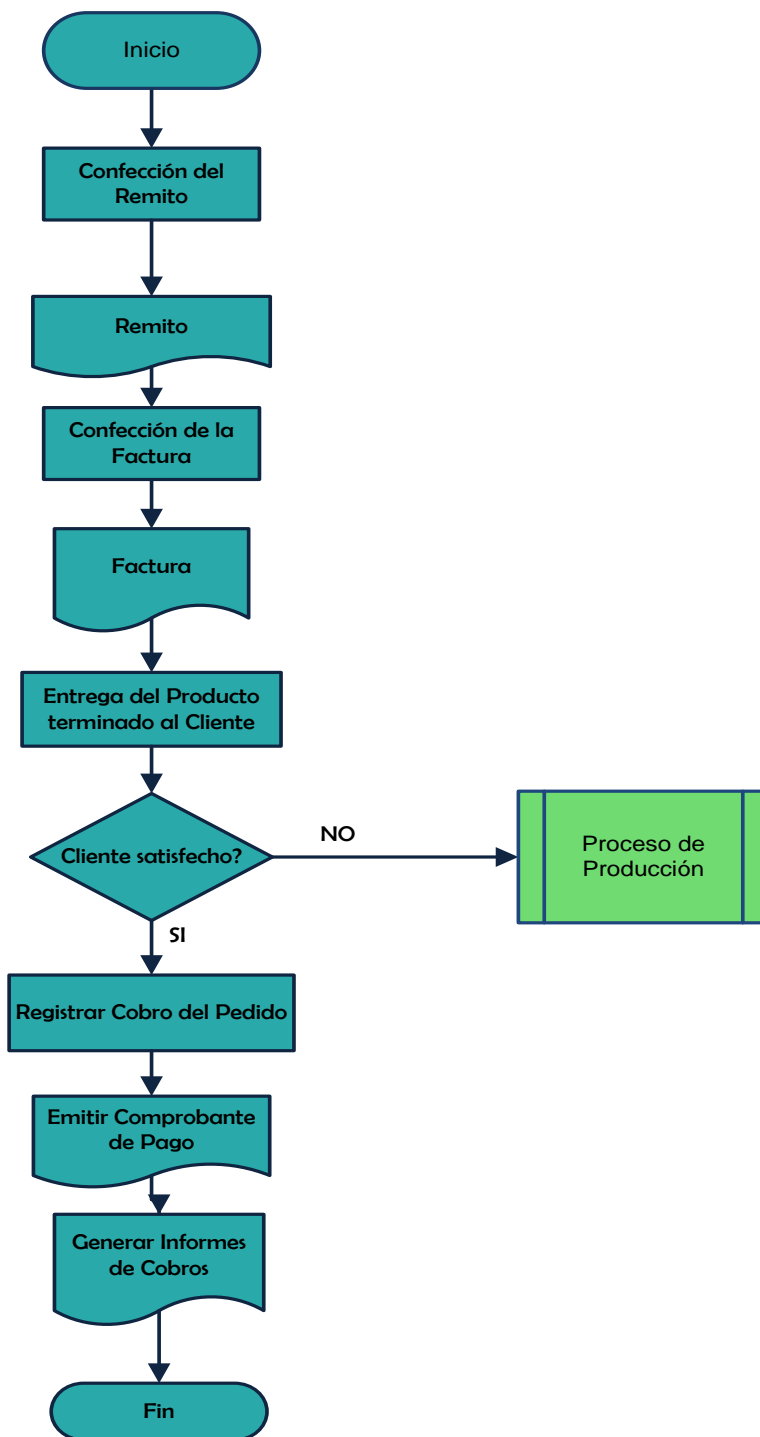 Inicio
Confección del
Remito
Remito
Confección de la
Factura
Factura
Entrega del Producto
terminado al Cliente
Cliente satisfecho?
NO
Proceso de
Producción
SI
Registrar Cobro del Pedido
Emitir Comprobante
de Pago
Generar Informes
de Cobros
Fin